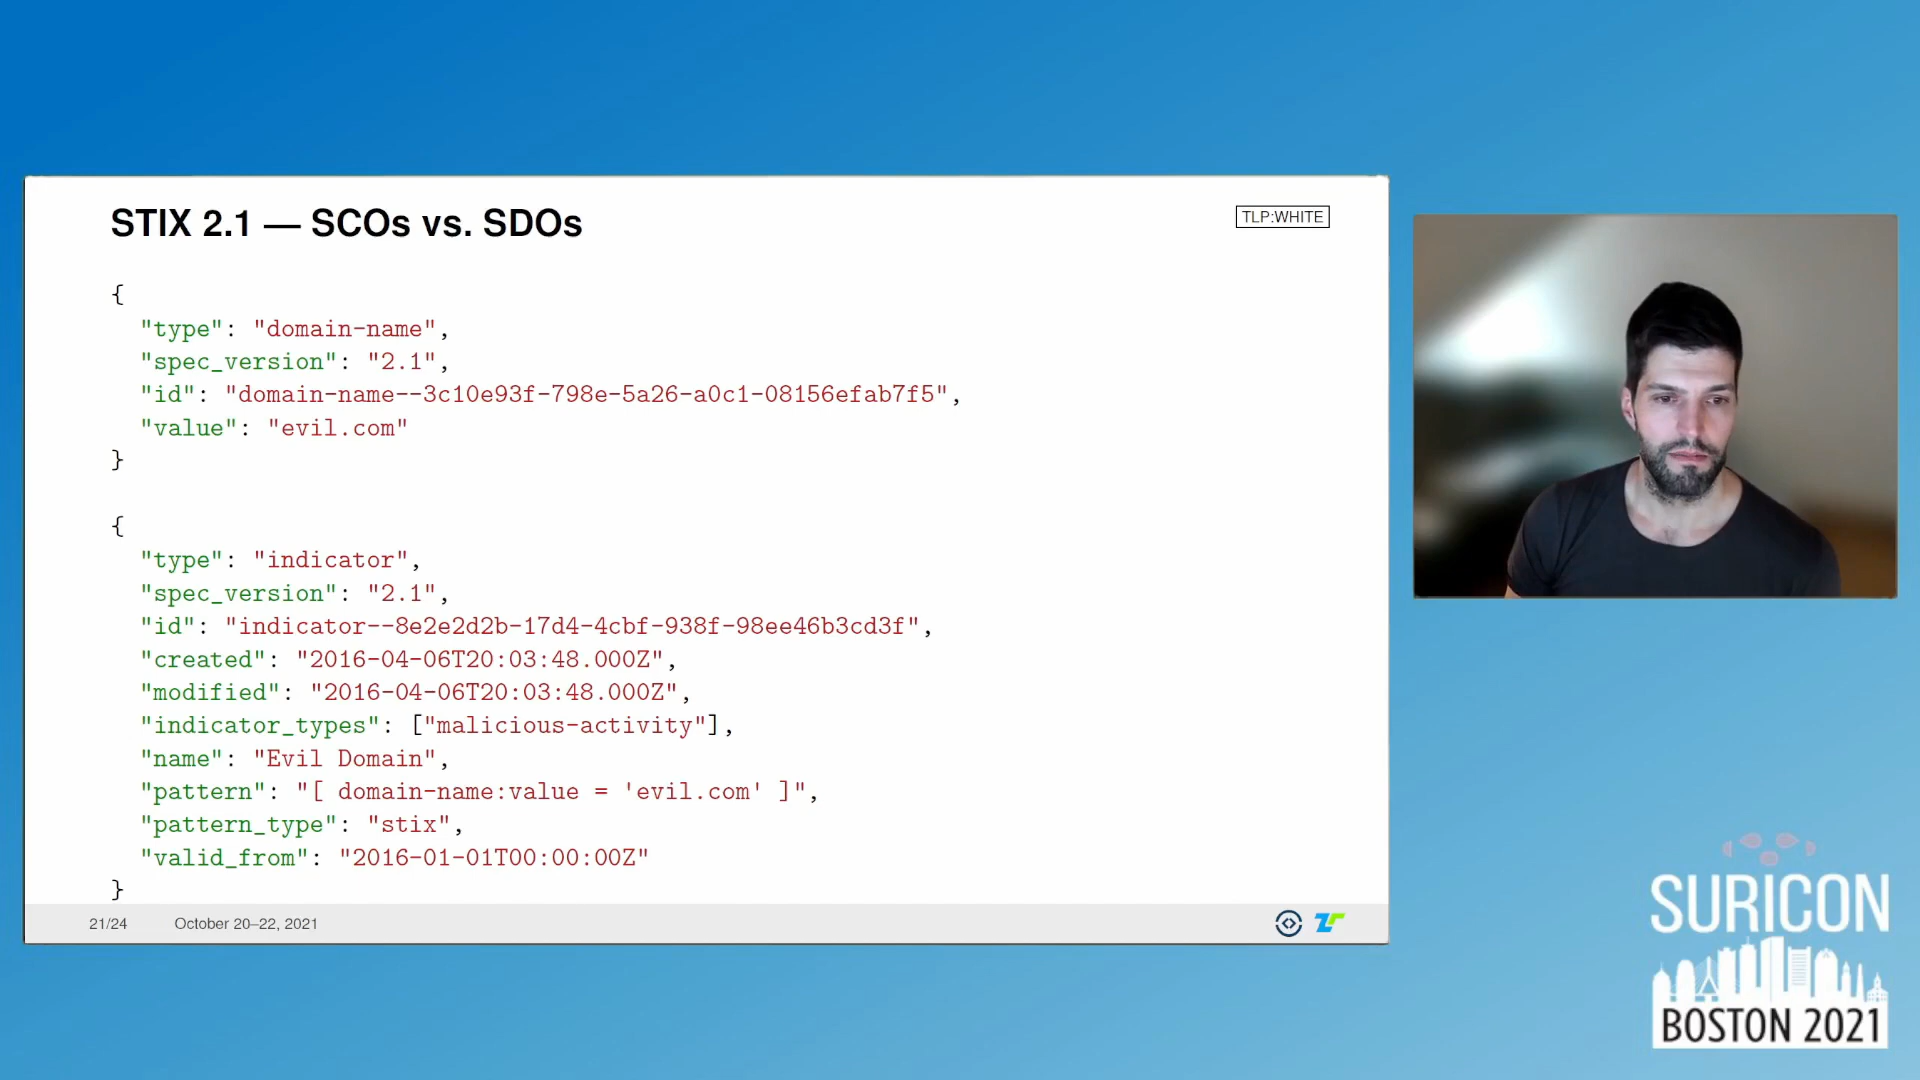 STIX 2.1 — SCOs vs. SDOs
TLP:WHITE
{
"type": "domain-name",
"spec_version": "2.1",
"id": "domain-name--3c10e93f-798e-5a26-a0c1-08156efab7f5",
"value": "evil.com"
}
{
"type": "indicator",
"spec_version": "2.1",
"id": "indicator--8e2e2d2b-17d4-4cbf-938f-98ee46b3cd3f",
"created": "2016-04-06T20:03:48.000Z",
"modified": "2016-04-06T20:03:48.000Z",
"indicator_types": ["malicious-activity"],
"name": "Evil Domain",
"pattern": "[ domain-name:value = 'evil.com' ]",
"pattern_type": "stix",
"valid_from": "2016-01-01T00:00:00Z"
}
21/24 October 20–22, 2021
SURICON
BOSTON 2021